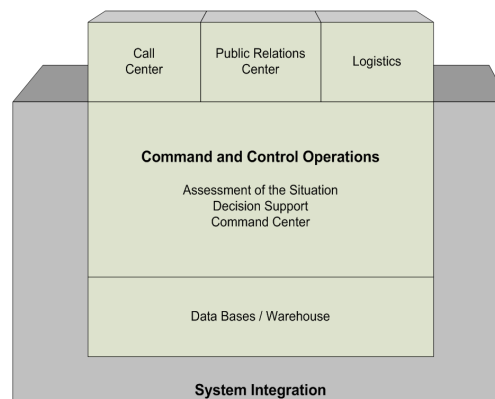 Call
Center
Public Relations
Center
Logistics
Command and Control Operations
Assessment of the Situation
Decision Support
Command Center
Data Bases / Warehouse
System Integration